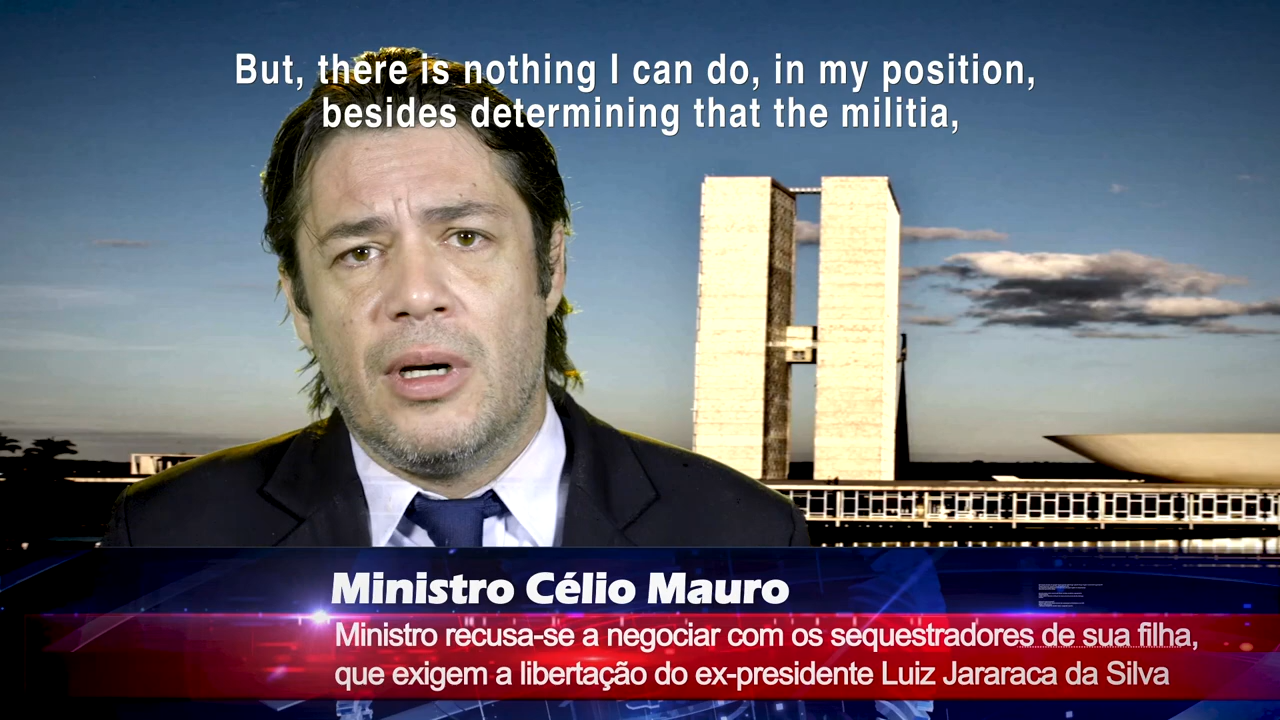 But, there is nothing I can do, in my position,
besides determining that the militia,
Ministro Célio Mauro
Ministro recusa-se a negociar com os sequestradores de sua filha,
que exigem a libertação do ex-presidente Luiz Jararaca da Silva